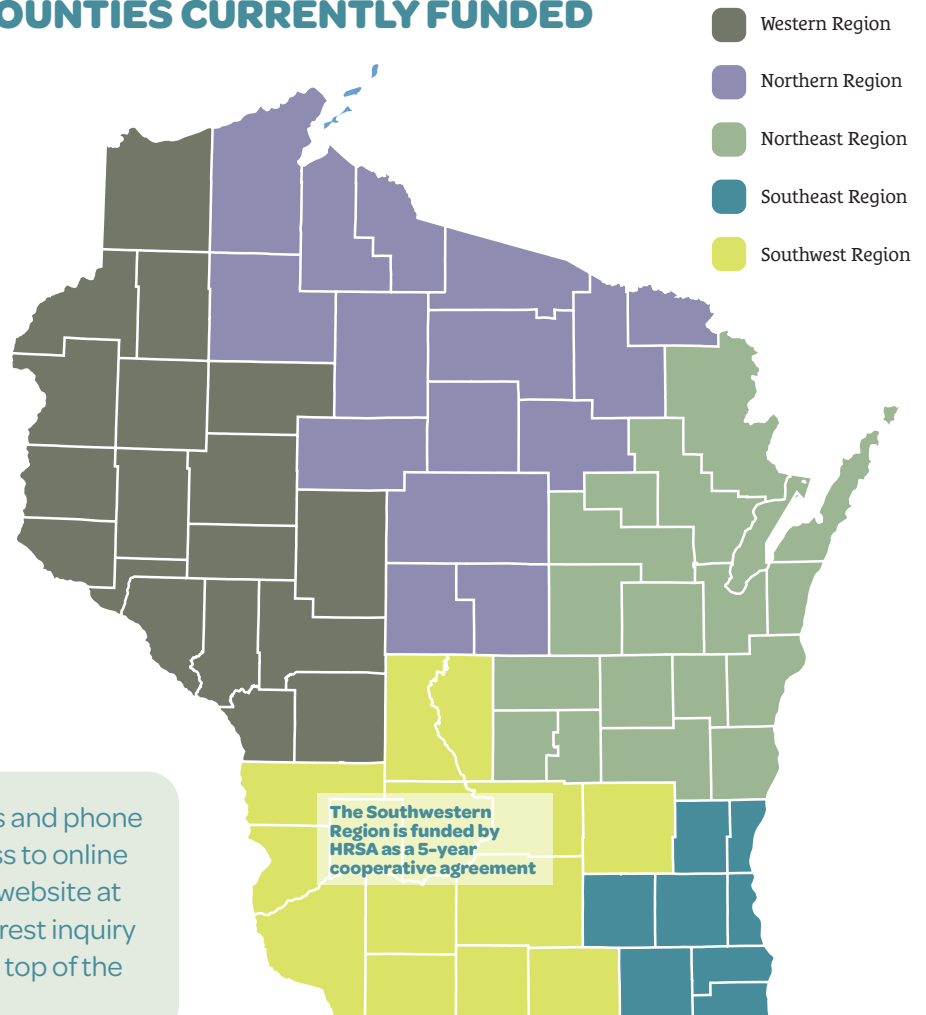 OUNTIES CURRENTLY FUNDED
Western Region
Northern Region
Northeast Region
Southeast Region
Southwest Region
The Southwestern
Region is funded by
HRSA as a 5-year
cooperative agreement
s and phone
ss to online
website at
rest inquiry
top of the